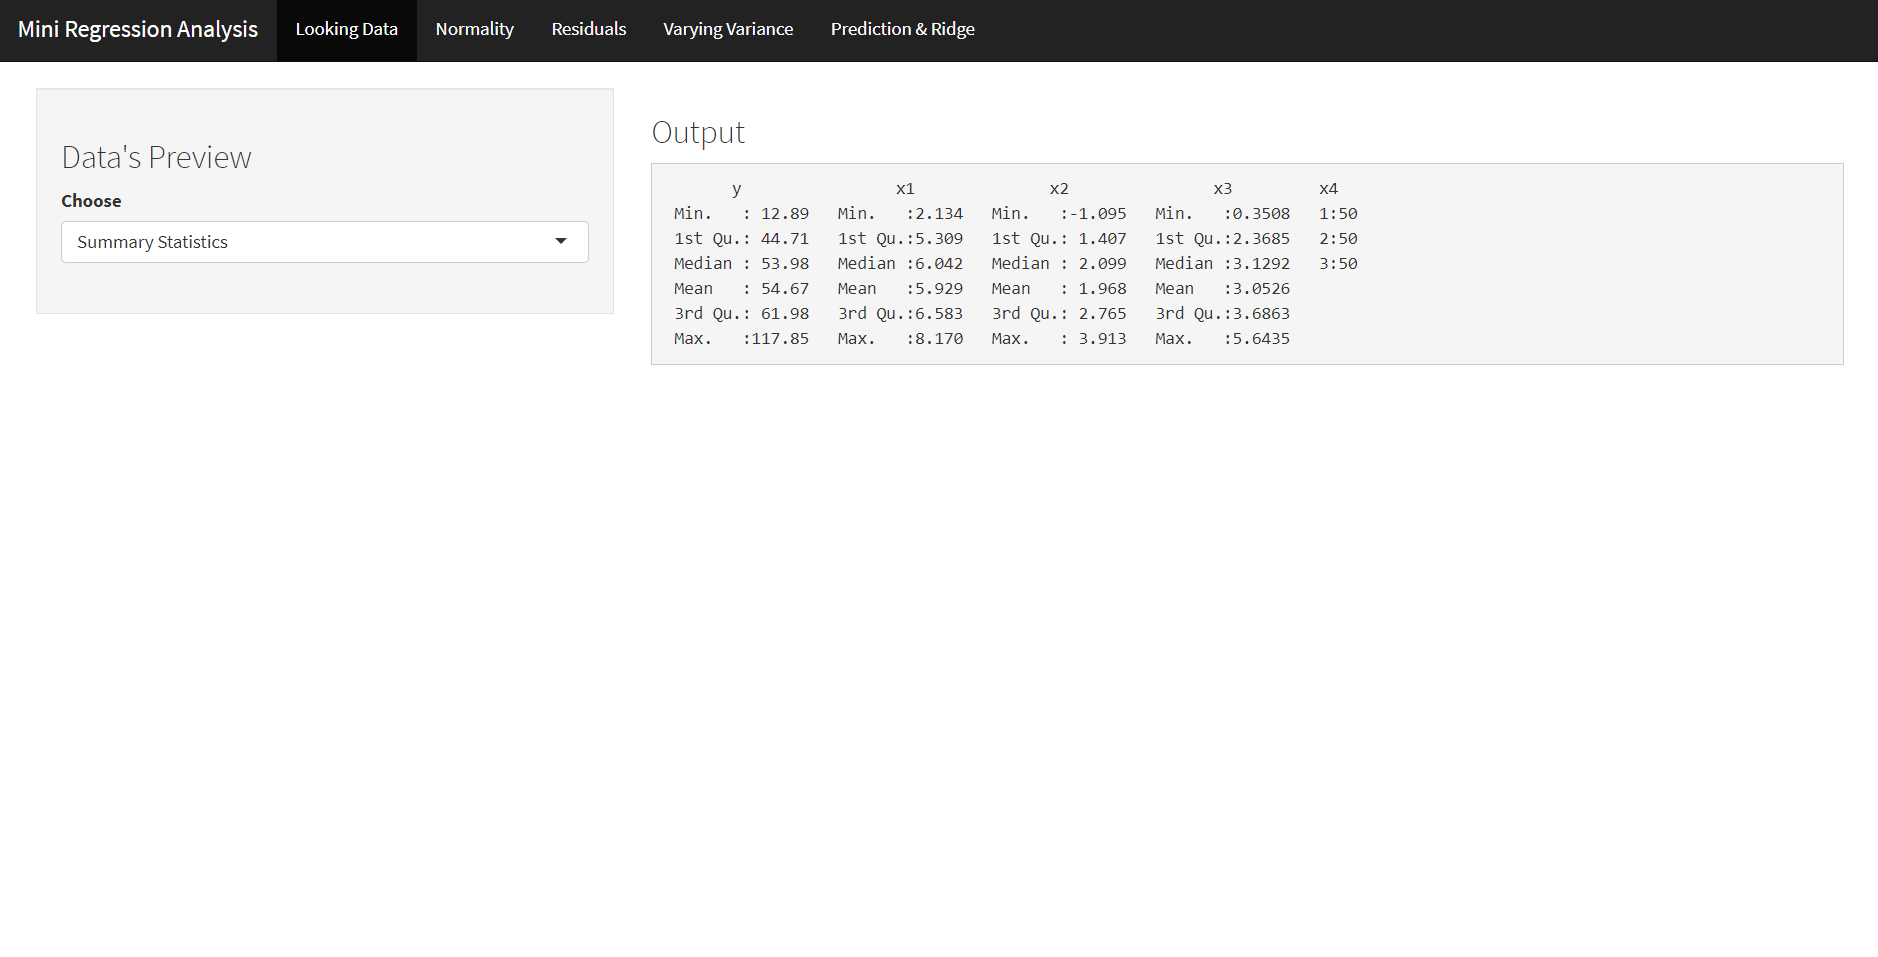 Mini Regression Analysis Looking Data Normality Residuals Varying Variance Prediction & Ridge
Data's Preview
Choose
Summary Statistics
Output
y x1 x2 x3 x4
Min.   : 12.89   Min.   :2.134   Min.   :-1.095   Min.   :0.3508   1:50
1st Qu.: 44.71   1st Qu.:5.309   1st Qu.: 1.407   1st Qu.:2.3685   2:50
Median : 53.98   Median :6.042   Median : 2.099   Median :3.1292   3:50
Mean   : 54.67   Mean   :5.929   Mean   : 1.968   Mean   :3.0526
3rd Qu.: 61.98   3rd Qu.:6.583   3rd Qu.: 2.765   3rd Qu.:3.6863
Max.   :117.85   Max.   :8.170   Max.   : 3.913   Max.   :5.6435